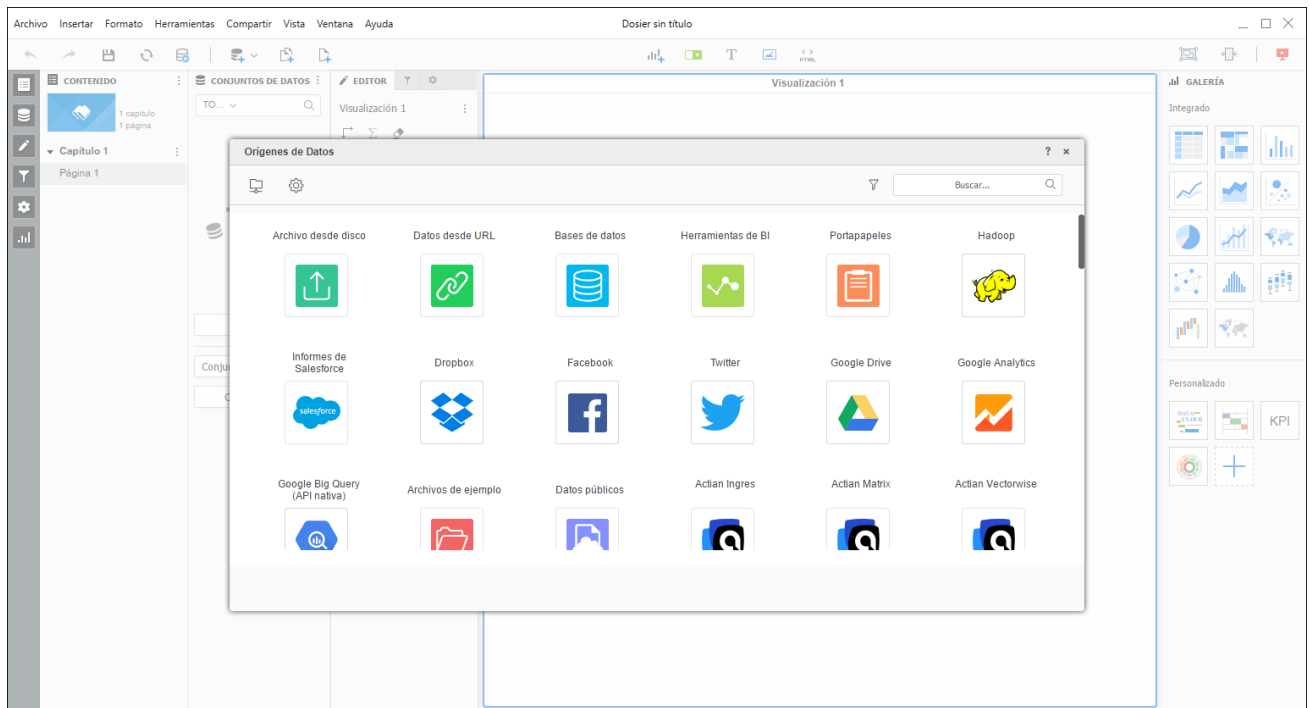 Archivo Insertar Formato Herramientas Compartir Vista Ventana Ayuda
Dosier sin título
HTML
CONTENIDO
1 capítulo
1 página
Capítulo 1
Página 1
CONJUNTOS DE DATOS
TO...
EDITOR
Visualización 1
Visualización 1
GALERÍA
Integrado
Personalizado
KPI
Orígenes de Datos
?
Buscar...
Archivo desde disco
Datos desde URL
Bases de datos
Herramientas de BI
Portapapeles
Hadoop
Informes de
Salesforce
salesforce
Dropbox
Facebook
Twitter
Google Drive
Google Analytics
Google Big Query
(API nativa)
Archivos de ejemplo
Datos públicos
Actian Ingres
Actian Matrix
Actian Vectorwise